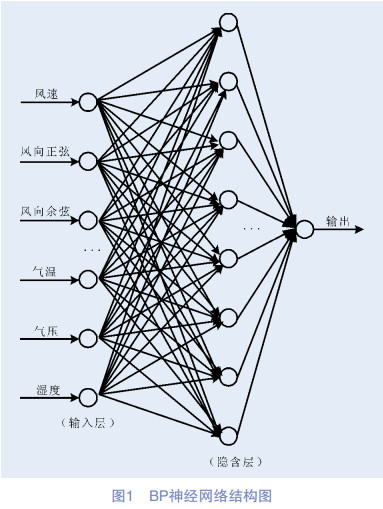 风速
风向正弦
风向余弦
···
气温
气压
湿度
（输入层）
···
（隐含层）
输出
图1 BP神经网络结构图